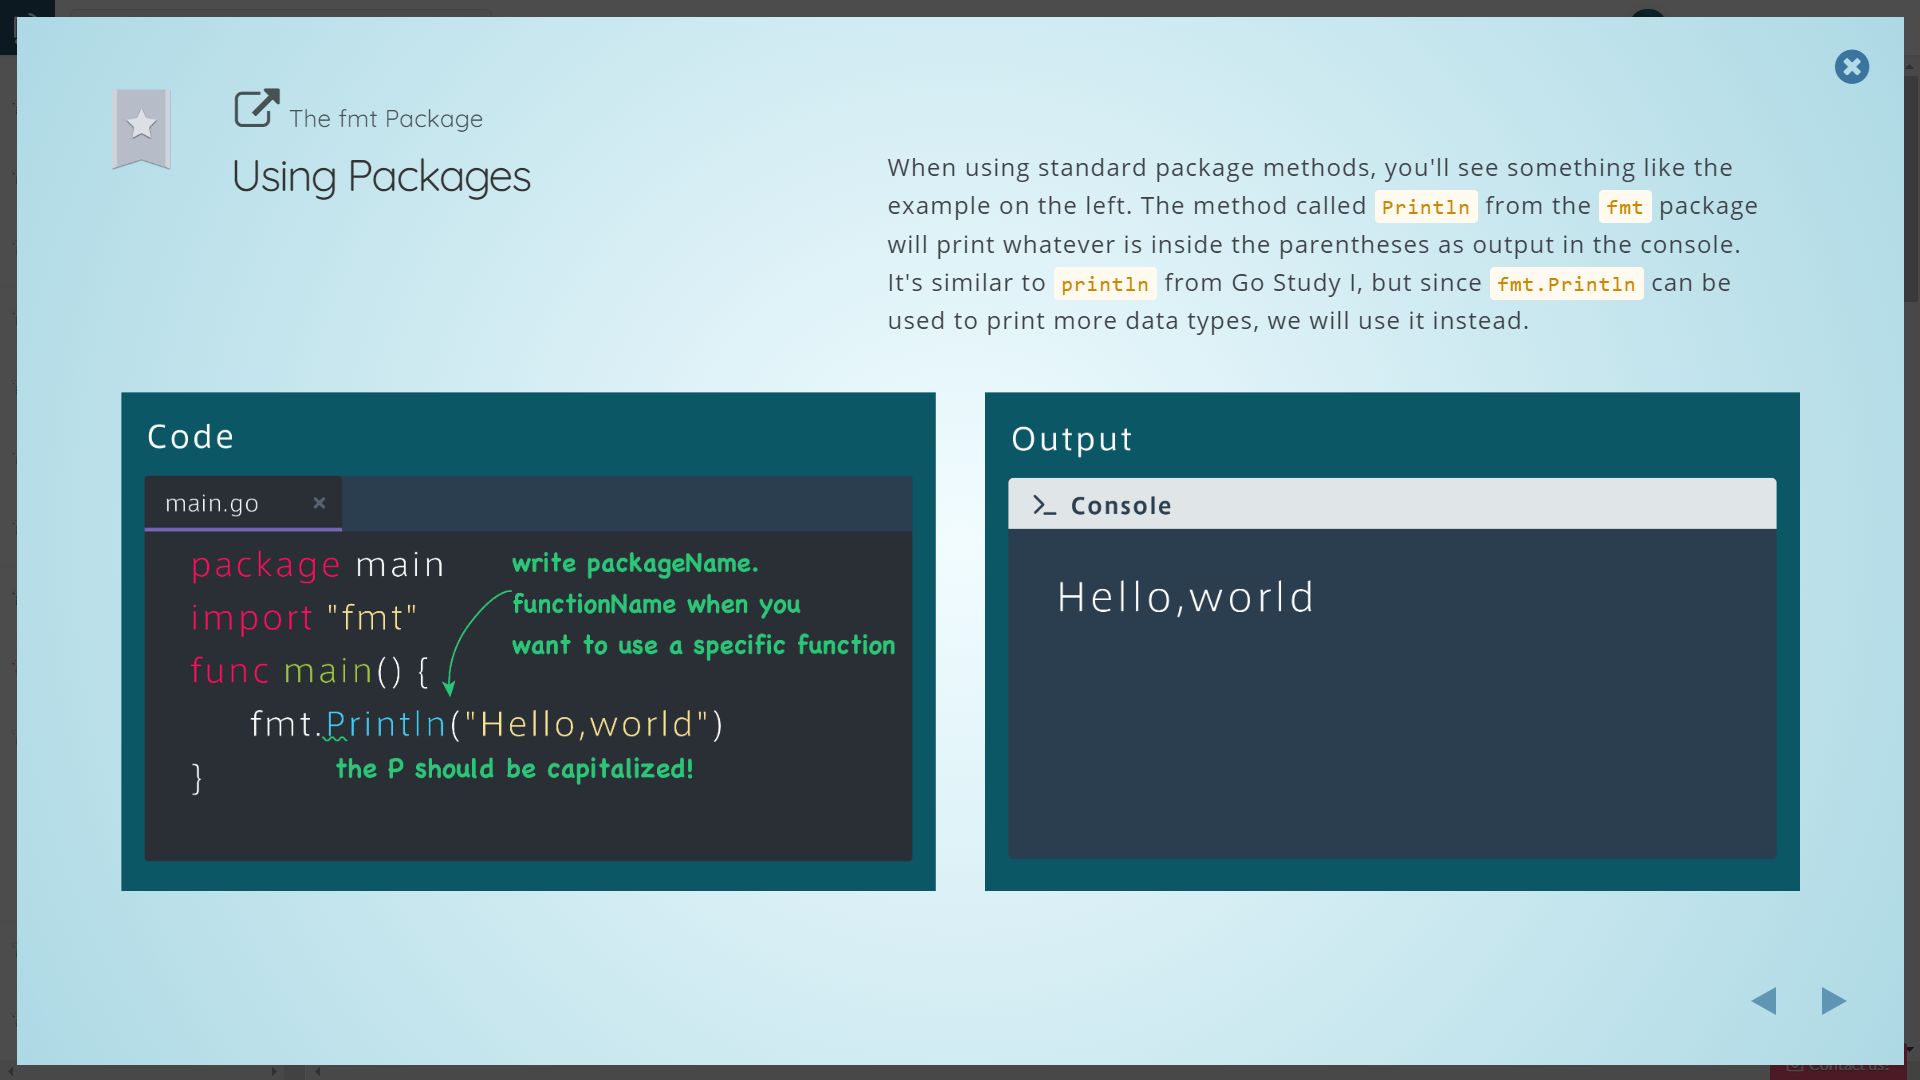 The fmt Package
Using Packages
When using standard package methods, you'll see something like the
example on the left. The method called Println from the fmt package
will print whatever is inside the parentheses as output in the console.
It's similar to println from Go Study I, but since fmt.Println can be
used to print more data types, we will use it instead.
Code
main.go
package main
import "fmt"
func main() {
fmt.Println("Hello,world")
}
write packageName.
functionName when you
want to use a specific function
the P should be capitalized!
Output
Console
Hello,world
Contact us!